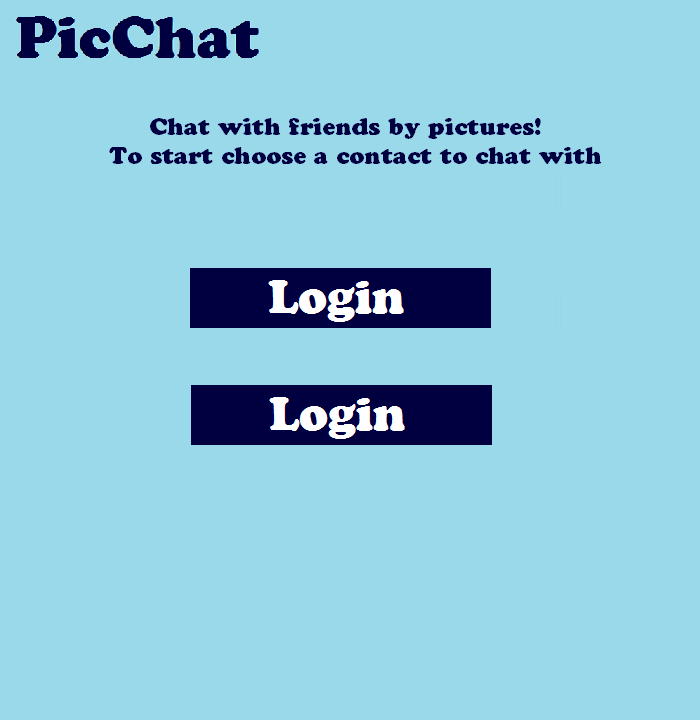 PicChat
Chat with friends by pictures!
To start choose a contact to chat with
Login
Login